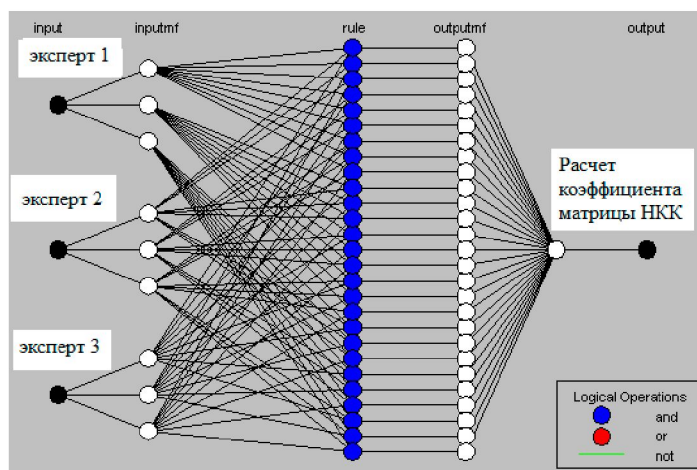 input
inputmf
rule
outputmf
output
эксперт 1
эксперт 2
эксперт 3
Расчет
коэффициента
матрицы НКК
Logical Operations
and
or
not